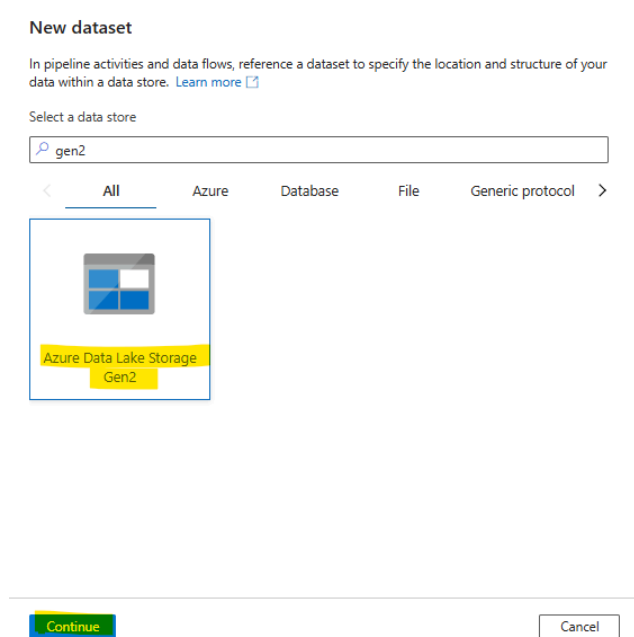 New dataset
In pipeline activities and data flows, reference a dataset to specify the location and structure of your
data within a data store. Learn more
Select a data store
gen2
All Azure Database File Generic protocol
Azure Data Lake Storage
Gen2
Continue Cancel